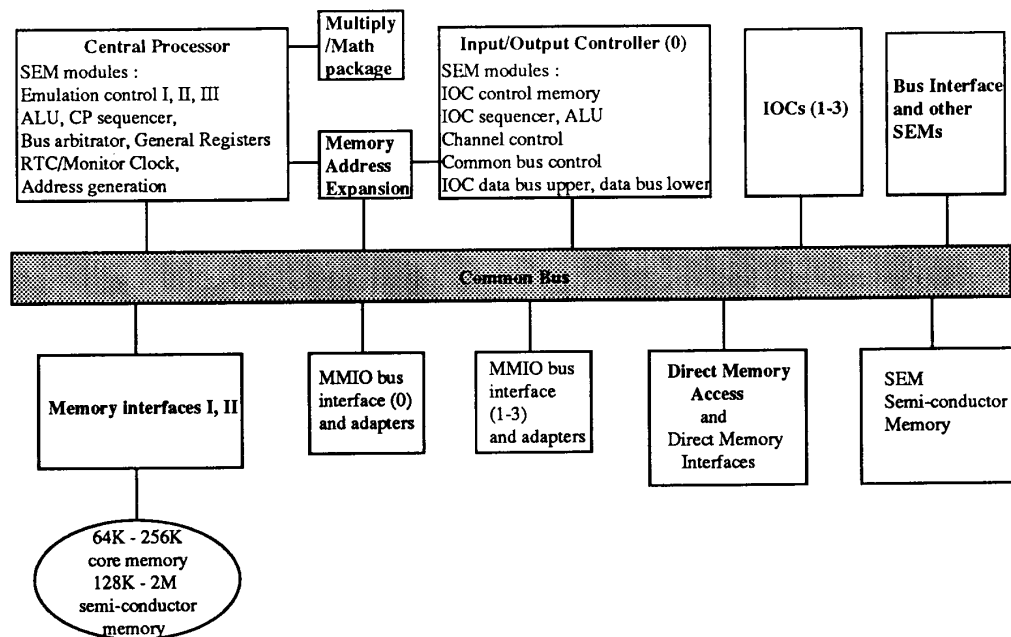 Central Processor
SEM modules :
Emulation control I, II, III
ALU, CP sequencer,
Bus arbitrator, General Registers
RTC/Monitor Clock,
Address generation
Multiply
/Math
package
Memory
Address
Expansion
Input/Output Controller (0)
SEM modules :
IOC control memory
IOC sequencer, ALU
Channel control
Common bus control
IOC data bus upper, data bus lower
IOCs (1-3)
Bus Interface
and other
SEMs
Common Bus
Memory interfaces I, II
MMIO bus
interface (0)
and adapters
MMIO bus
interface
(1-3)
and adapters
Direct Memory
Access
and
Direct Memory
Interfaces
SEM
Semi-conductor
Memory
64K - 256K
core memory
128K - 2M
semi-conductor
memory